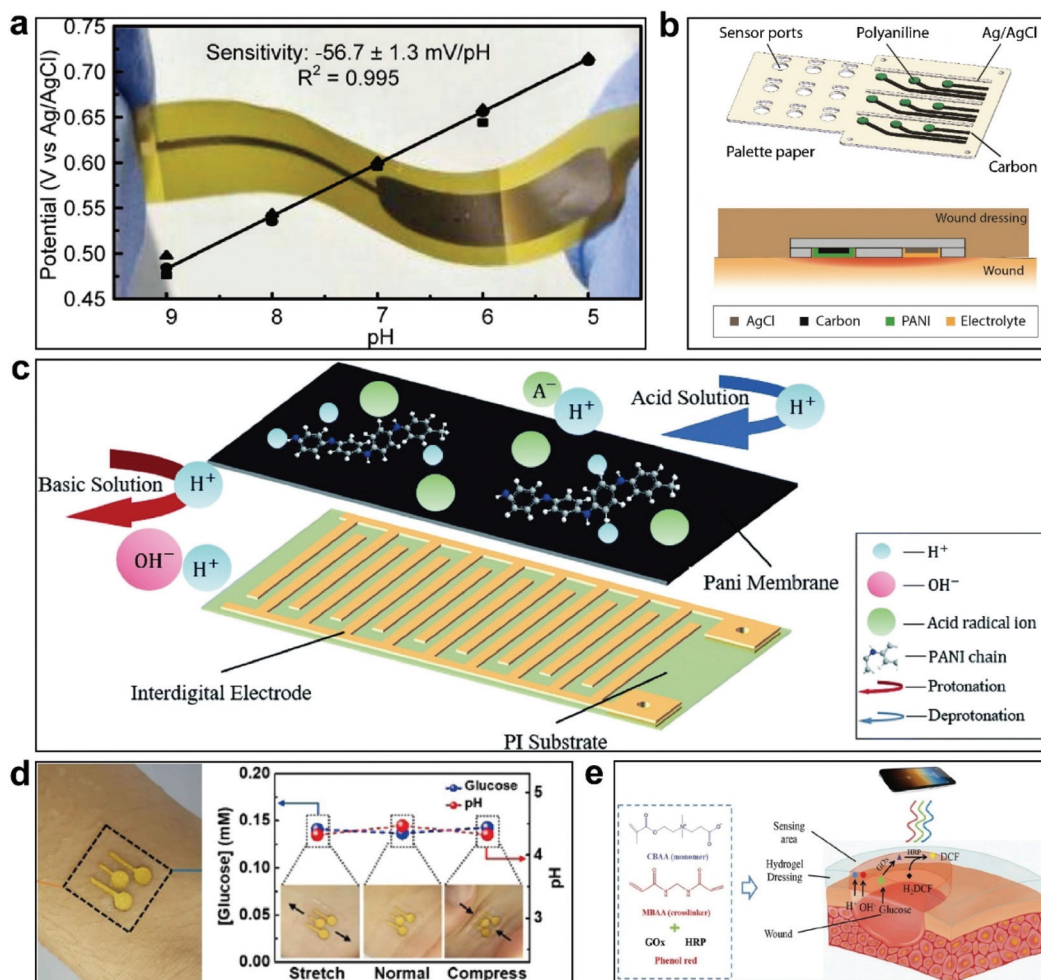 a
Sensitivity: -56.7 ± 1.3 mV/pH
R² = 0.995
Potential (V vs Ag/AgCl)
0.75
0.70
0.65
0.60
0.55
0.50
0.45
9 8 7 6 5
pH
b
Sensor ports
Polyaniline
Ag/AgCl
Palette paper
Carbon
Wound dressing
Wound
AgCl Carbon PANI Electrolyte
c
A⁻
H⁺
Acid Solution
H⁺
Basic Solution
H⁺
OH⁻
H⁺
Pani Membrane
Interdigital Electrode
PI Substrate
H⁺
OH⁻
Acid radical ion
PANI chain
Protonation
Deprotonation
d
[Glucose] (mM)
0.20
0.15
0.10
0.05
0.00
Glucose
pH
5
4
3
pH
Stretch Normal Compress
e
CBAA (monomer)
MBAA (crosslinker)
+
GOx HRP
Phenol red
Sensing
area
Hydrogel
Dressing
GOx
HRP
DCF
H₂DCF
H⁺ OH⁻
Glucose
Wound